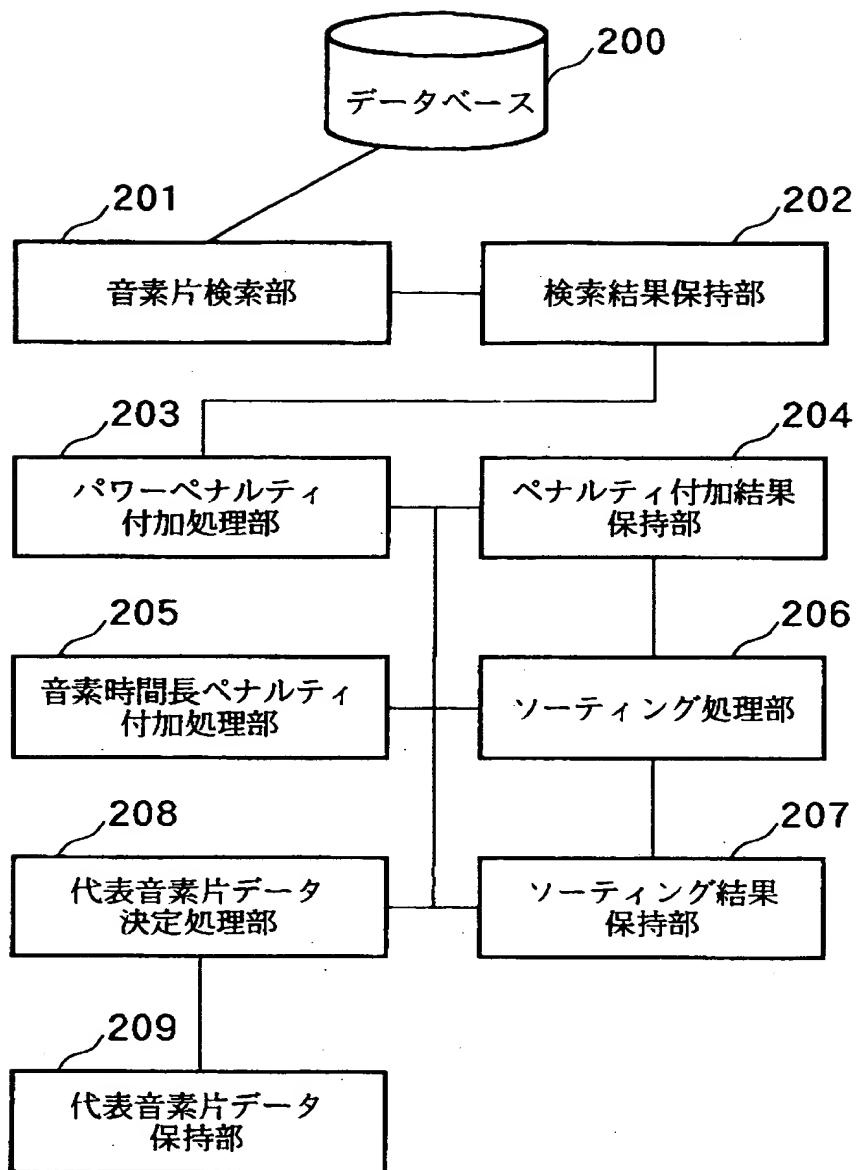 200
データベース
201
音素片検索部
202
検索結果保持部
203
パワーペナルティ
付加処理部
204
ペナルティ付加結果
保持部
205
音素時間長ペナルティ
付加処理部
206
ソーティング処理部
208
代表音素片データ
決定処理部
207
ソーティング結果
保持部
209
代表音素片データ
保持部